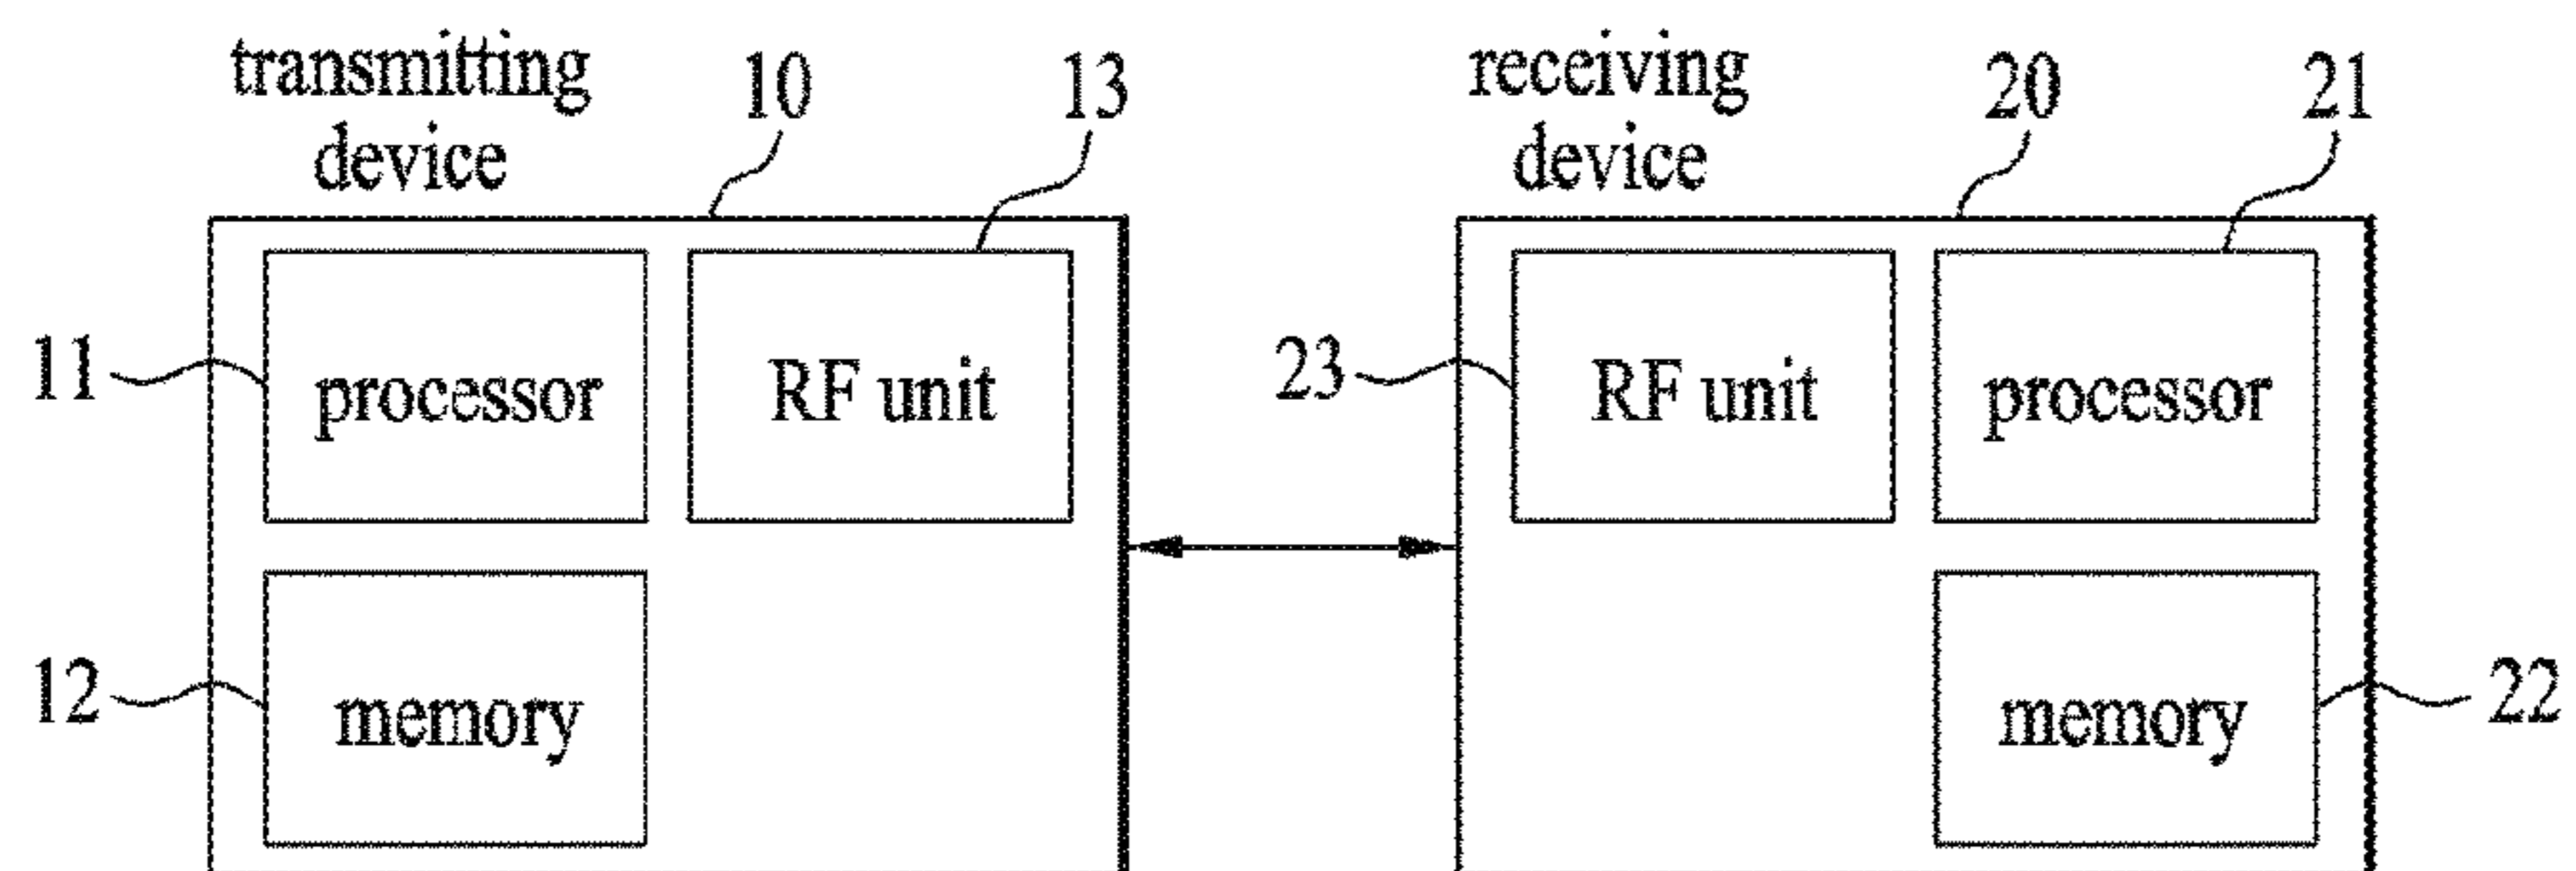 transmitting
device
10
13
receiving
device
20
21
11
processor
RF unit
23
RF unit
processor
12
memory
memory
22